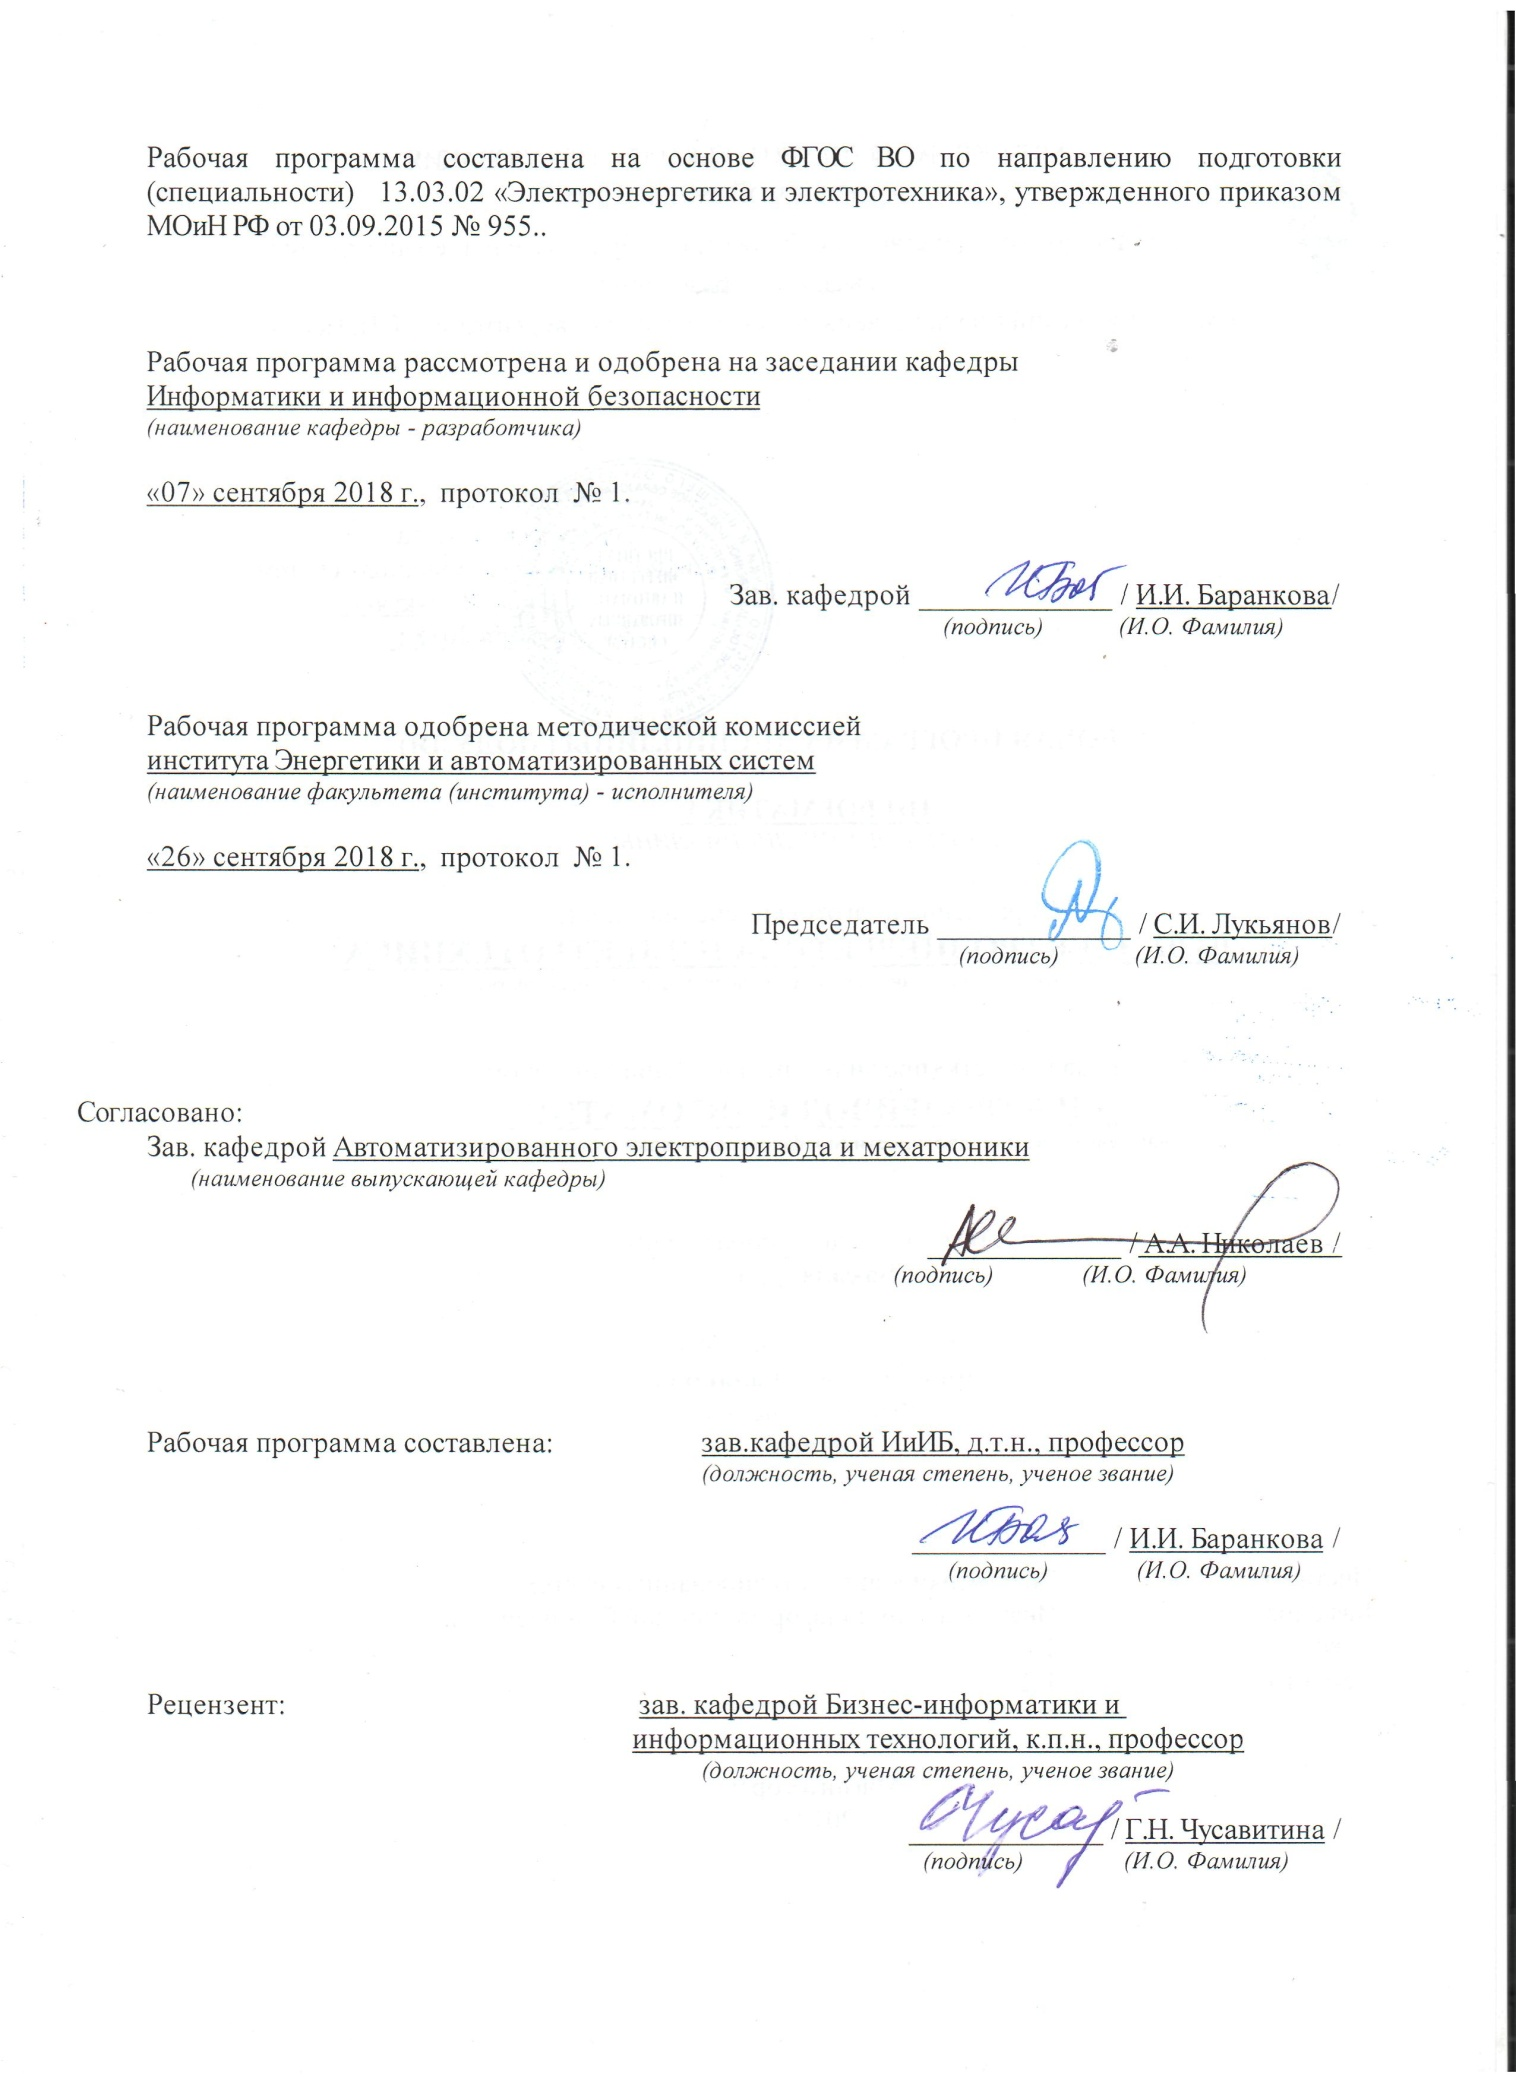 Рабочая программа составлена на основе ФГОС ВО по направлению подготовки
(специальности) 13.03.02 «Электроэнергетика и электротехника», утвержденного приказом
МОиН РФ от 03.09.2015 № 955..
Рабочая программа рассмотрена и одобрена на заседании кафедры
Информатики и информационной безопасности
(наименование кафедры - разработчика)
«07» сентября 2018 г., протокол № 1.
Зав. кафедрой ______________ / И.И. Баранкова/
(подпись) (И.О. Фамилия)
Рабочая программа одобрена методической комиссией
института Энергетики и автоматизированных систем
(наименование факультета (института) - исполнителя)
«26» сентября 2018 г., протокол № 1.
Председатель ______________ / С.И. Лукьянов/
(подпись) (И.О. Фамилия)
Согласовано:
Зав. кафедрой Автоматизированного электропривода и мехатроники
(наименование выпускающей кафедры)
______________ / А.А. Николаев /
(подпись) (И.О. Фамилия)
Рабочая программа составлена: зав.кафедрой ИиИБ, д.т.н., профессор
(должность, ученая степень, ученое звание)
______________ / И.И. Баранкова /
(подпись) (И.О. Фамилия)
Рецензент: зав. кафедрой Бизнес-информатики и
информационных технологий, к.п.н., профессор
(должность, ученая степень, ученое звание)
______________ / Г.Н. Чусавитина /
(подпись) (И.О. Фамилия)